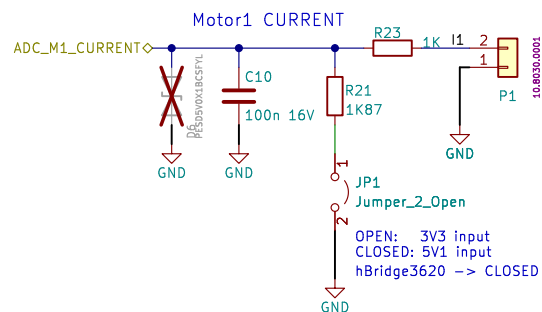 Motor1 CURRENT
ADC_M1_CURRENT
R23
1K
I1
2
1
P1
10.8030.0001
D6
PESD5V0X1BCSFYL
C10
100n 16V
R21
1K87
GND
GND
GND
1
JP1
Jumper_2_Open
2
OPEN: 3V3 input
CLOSED: 5V1 input
hBridge3620 -> CLOSED
GND